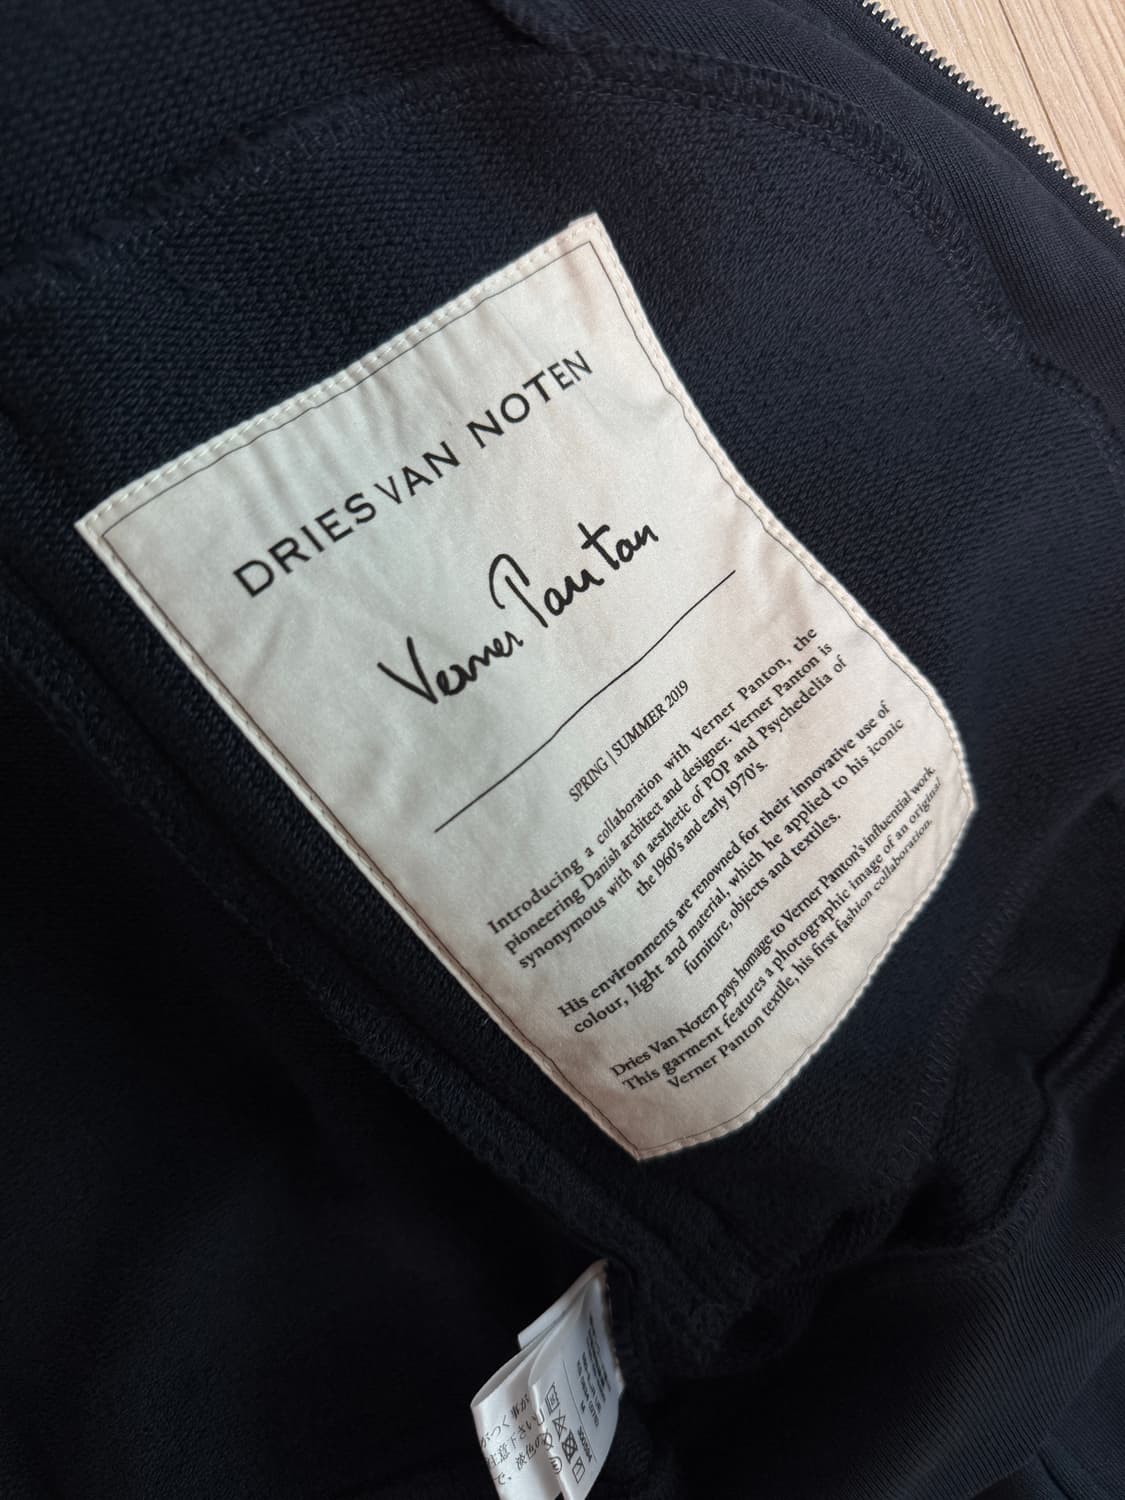 DRIES VAN NOTEN
Verner Panton
SPRING | SUMMER 2019
Introducing a collaboration with Verner Panton, the
pioneering Danish architect and designer. Verner Panton is
synonymous with an aesthetic of POP and Psychedelia of
the 1960's and early 1970's.
His environments are renowned for their innovative use of
colour, light and material, which he applied to his iconic
furniture, objects and textiles.
Dries Van Noten pays homage to Verner Panton's influential work.
This garment features a photographic image of an original
Verner Panton textile, his first fashion collaboration.